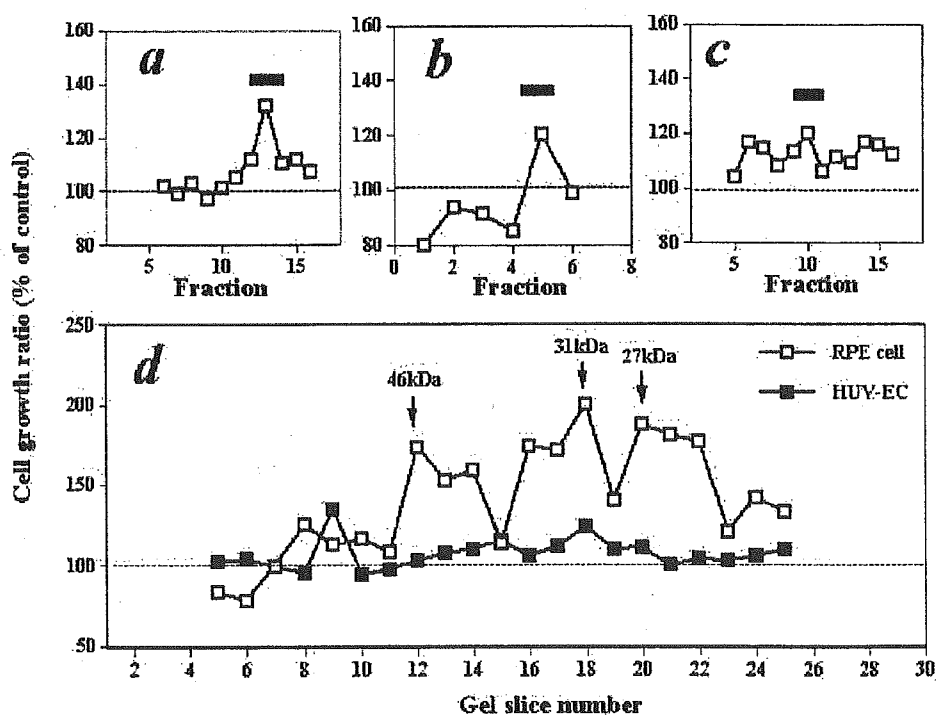 Cell growth ratio (% of control)
a
160
140
120
100
80
5 10 15
Fraction
b
160
140
120
100
80
0 2 4 6 8
Fraction
c
160
140
120
100
80
5 10 15
Fraction
d
250
200
150
100
50
46kDa
31kDa
27kDa
RPE cell
HUV-EC
2 4 6 8 10 12 14 16 18 20 22 24 26 28 30
Gel slice number